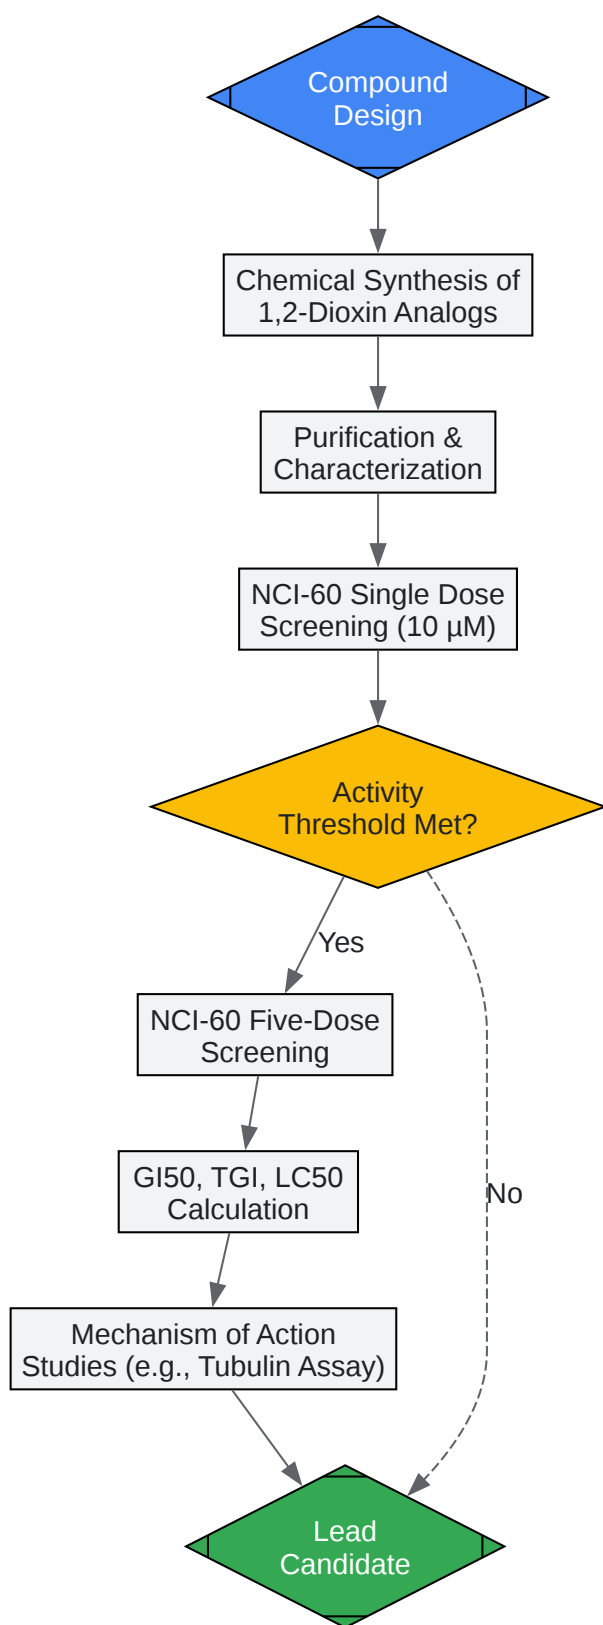 Compound
Design
Chemical Synthesis of
1,2-Dioxin Analogs
Purification &
Characterization
NCI-60 Single Dose
Screening (10 µM)
Activity
Threshold Met?
Yes
NCI-60 Five-Dose
Screening
GI50, TGI, LC50
Calculation
No
Mechanism of Action
Studies (e.g., Tubulin Assay)
Lead
Candidate